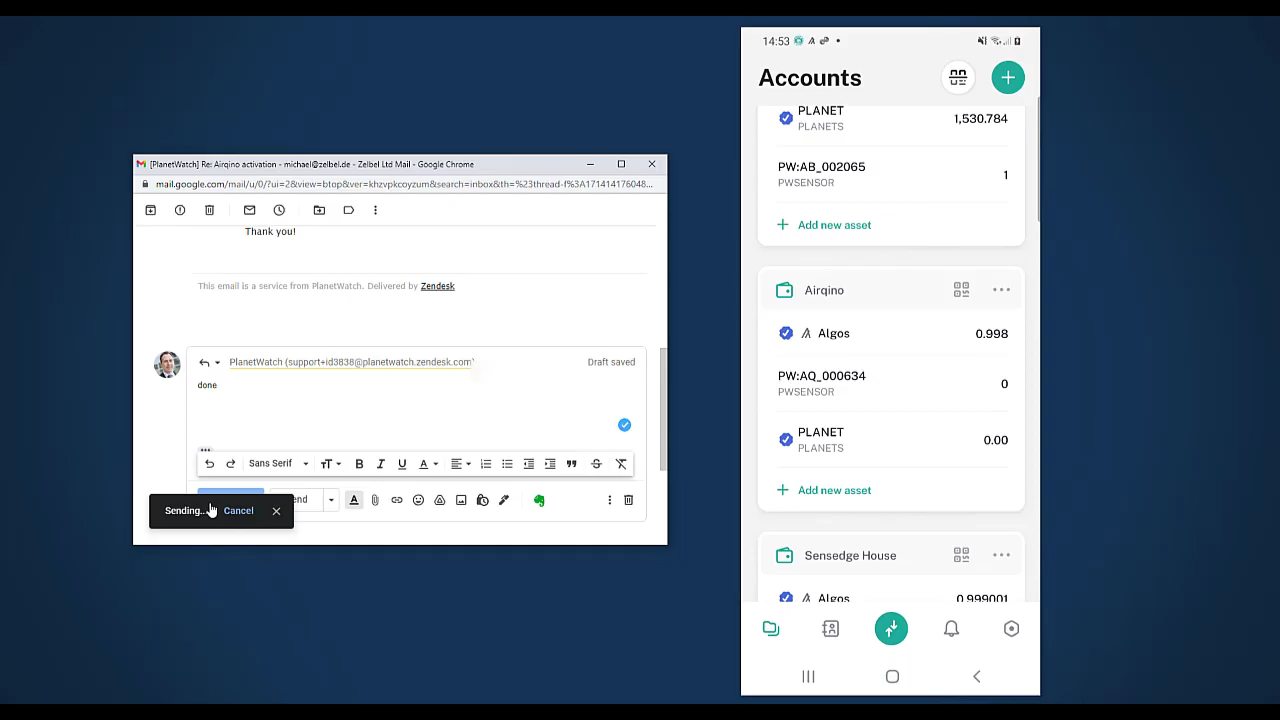 [PlanetWatch] Re: Airqino activation - michael@zelbel.de - Zelbel Ltd Mail - Google Chrome
mail.google.com/mail/u/0/?ui=2&view=btop&ver=khzvpkcoyzum&search=inbox&th=%23thread-f%3A171414176048...
Thank you!
This email is a service from PlanetWatch. Delivered by Zendesk
PlanetWatch (support+id3838@planetwatch.zendesk.com)
Draft saved
done
Sans Serif
Sending...
Cancel
end
14:53
Accounts
PLANET
PLANETS
1,530.784
PW:AB_002065
PWSENSOR
1
+ Add new asset
Airqino
Algos
0.998
PW:AQ_000634
PWSENSOR
0
PLANET
PLANETS
0.00
+ Add new asset
Sensedge House
Algos
0.999001